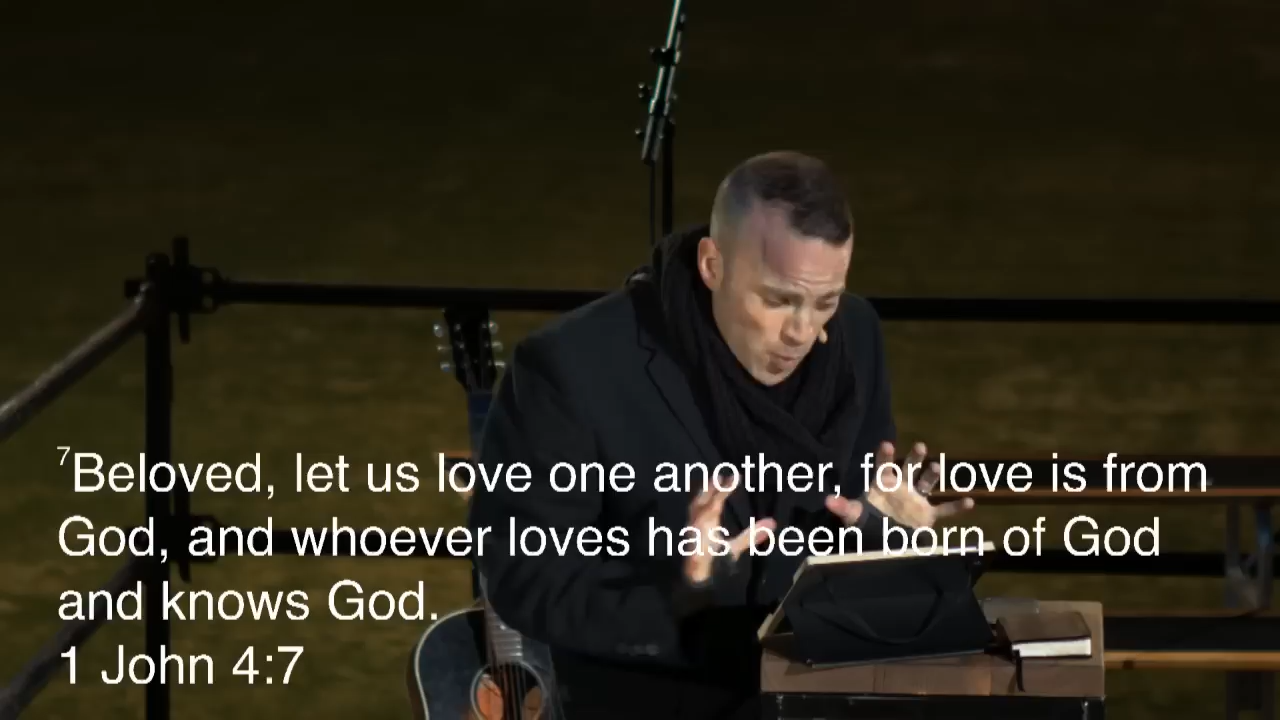 ⁷Beloved, let us love one another, for love is from
God, and whoever loves has been born of God
and knows God.
1 John 4:7